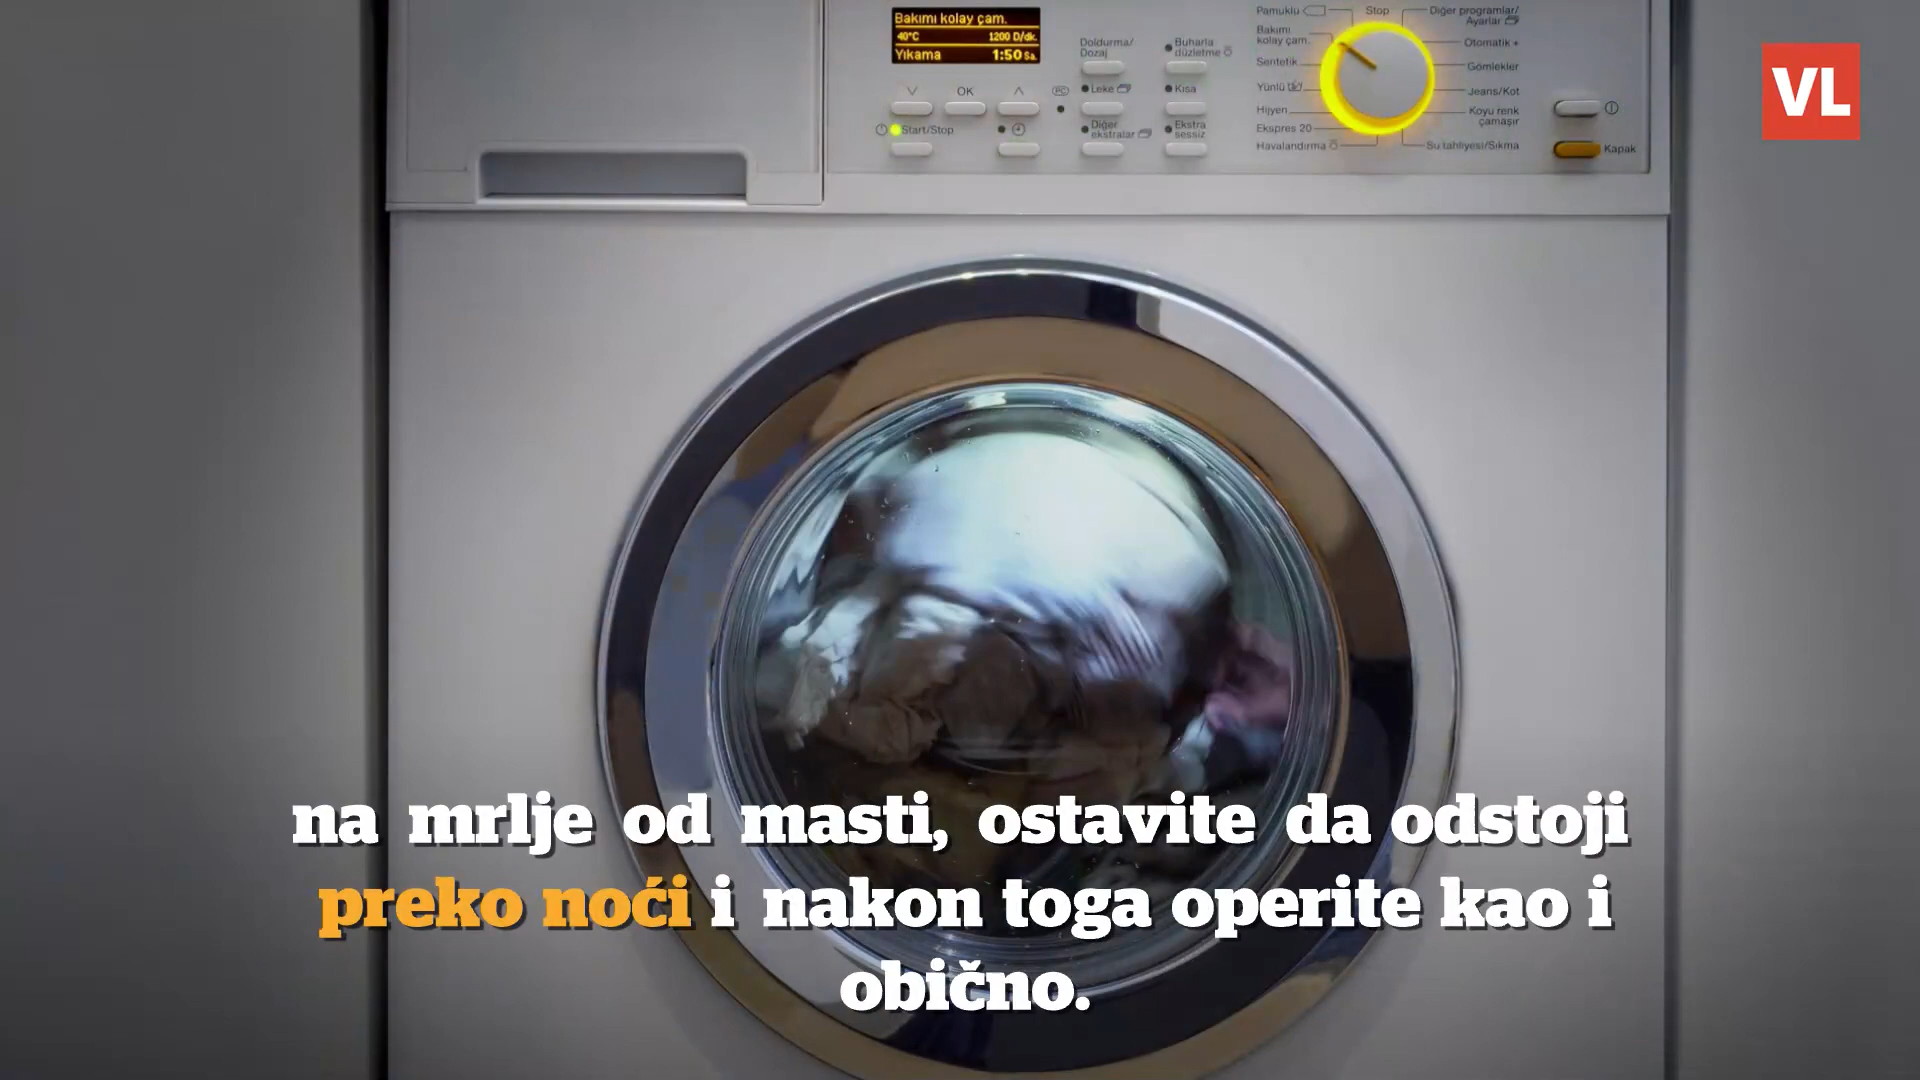 Bakımı kolay çam.
40°C 1200 D/dk.
Yıkama 1:50 Sa.
OK
Start/Stop
Doldurma/
Dozaj
Leke
Diğer
ekstralar
PC
Buharla
düzletme
Kısa
Ekstra
sessiz
Pamuklu
Bakımı
kolay çam.
Sentetik
Yünlü
Hijyen
Ekspres 20
Havalandırma
Stop
Diğer programlar/
Ayarlar
Otomatik +
Gömlekler
Jeans/Kot
Koyu renk
çamaşır
Su tahliyesi/Sıkma
Kapak
VL
na mrlje od masti, ostavite da odstoji
preko noći i nakon toga operite kao i
obično.